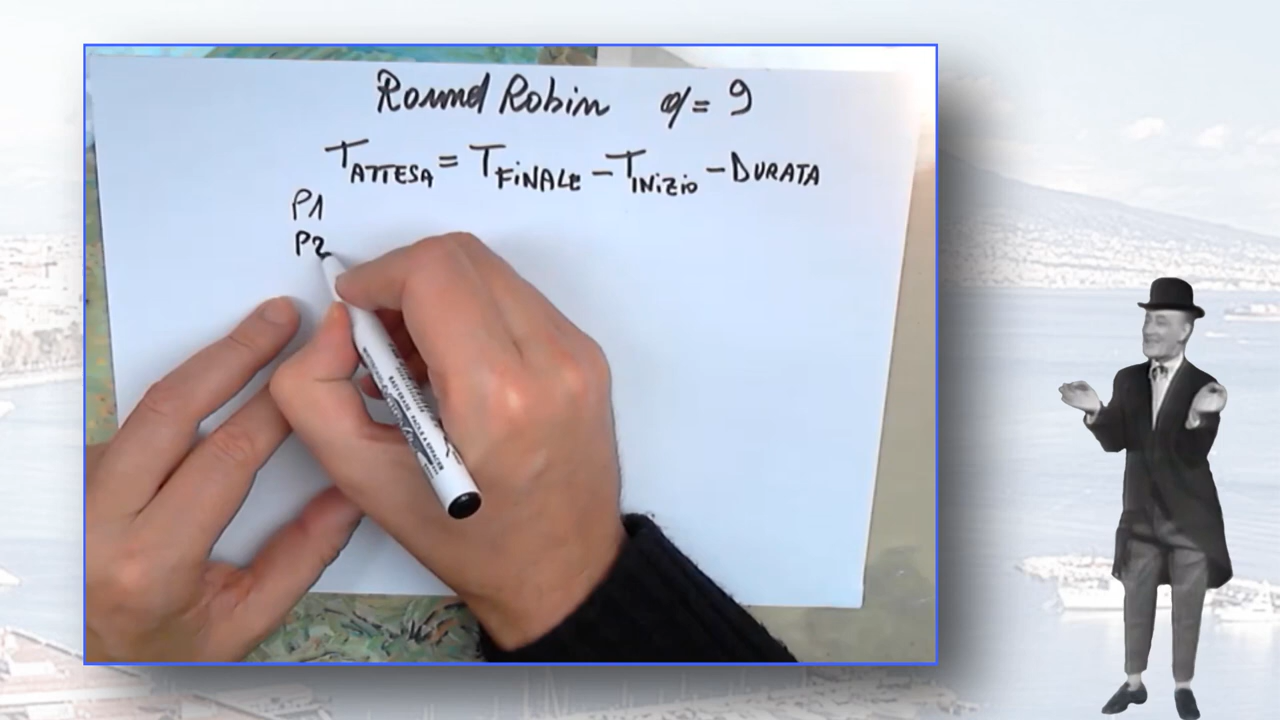 Round Robin q = 9
TATTESA = TFiNALE - TINiZio - DURATA
P1
P2